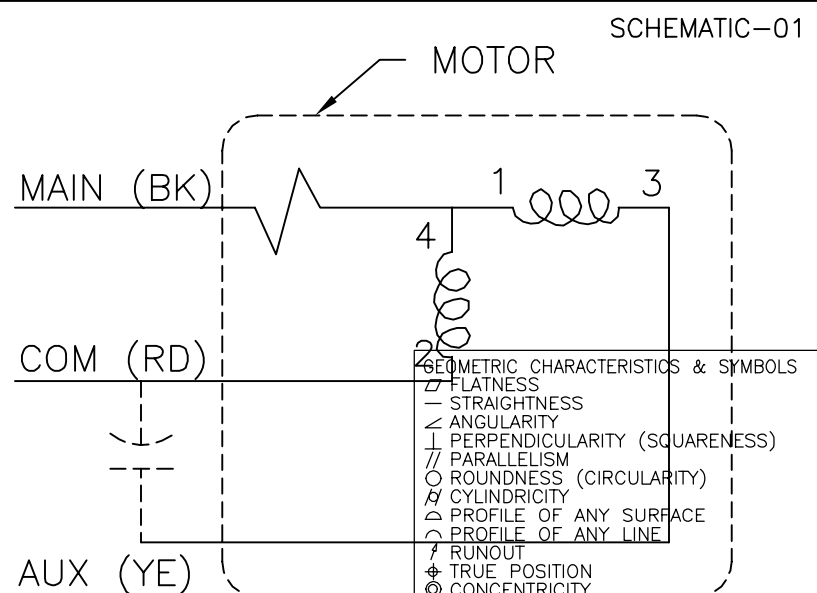 SCHEMATIC-01
MOTOR
MAIN (BK)
1
3
4
COM (RD)
2
GEOMETRIC CHARACTERISTICS & SYMBOLS
FLATNESS
STRAIGHTNESS
ANGULARITY
PERPENDICULARITY (SQUARENESS)
PARALLELISM
ROUNDNESS (CIRCULARITY)
CYLINDRICITY
PROFILE OF ANY SURFACE
PROFILE OF ANY LINE
RUNOUT
TRUE POSITION
CONCENTRICITY
AUX (YE)